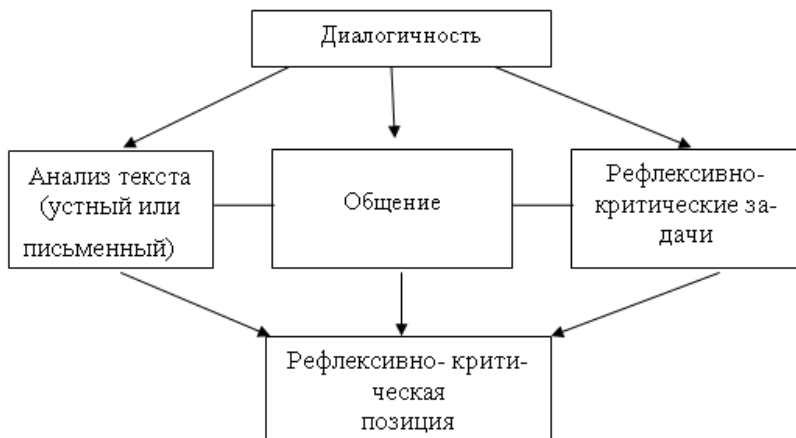 Диалогичность
Анализ текста
(устный или
письменный)
Общение
Рефлексивно-
критические за-
дачи
Рефлексивно- крити-
ческая
позиция